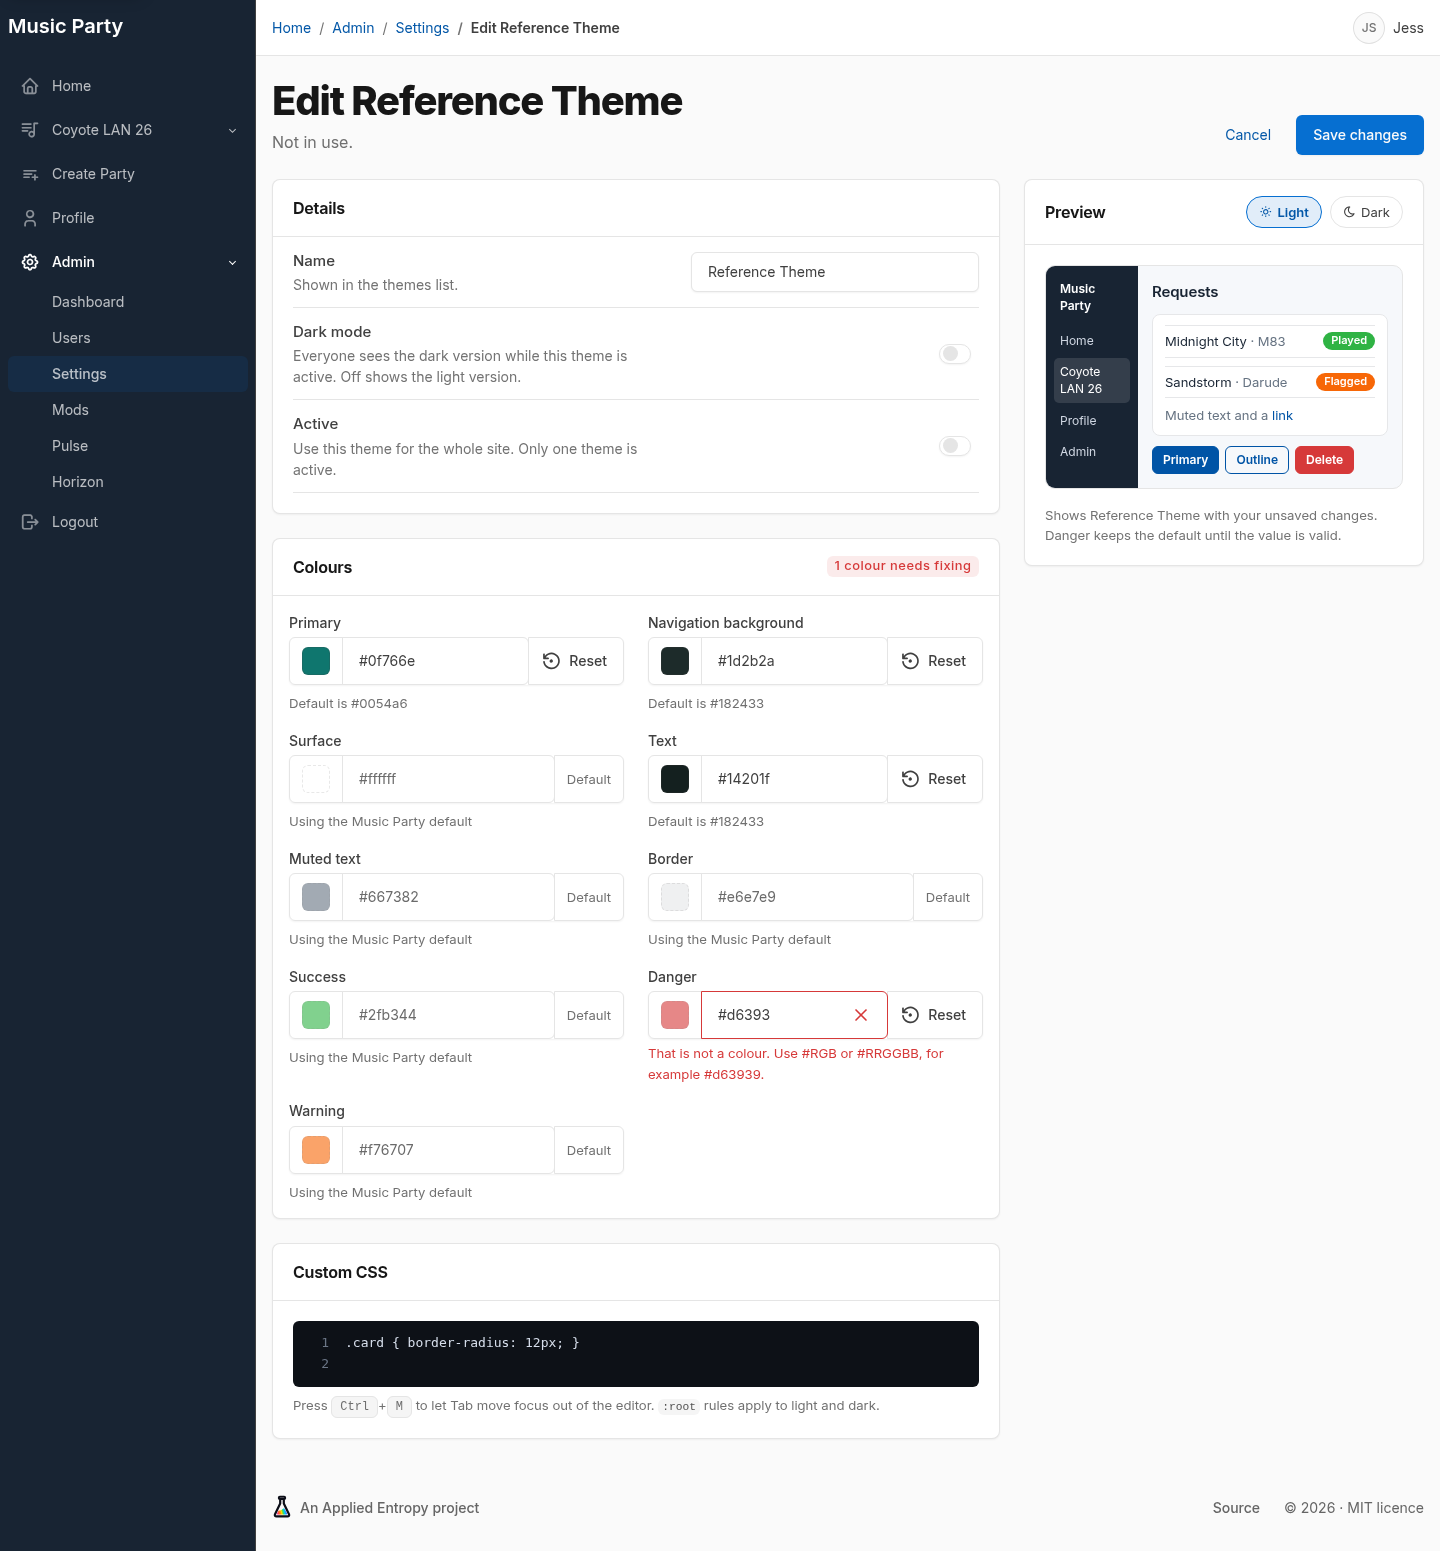 Music Party
Home
Coyote LAN 26
Create Party
Profile
Admin
Dashboard
Users
Settings
Mods
Pulse
Horizon
Logout
Home / Admin / Settings / Edit Reference Theme
JS Jess
Edit Reference Theme
Not in use.
Cancel
Save changes
Details
Name
Shown in the themes list.
Reference Theme
Dark mode
Everyone sees the dark version while this theme is
active. Off shows the light version.
Active
Use this theme for the whole site. Only one theme is
active.
Colours
1 colour needs fixing
Primary
#0f766e
Reset
Default is #0054a6
Navigation background
#1d2b2a
Reset
Default is #182433
Surface
#ffffff
Default
Using the Music Party default
Text
#14201f
Reset
Default is #182433
Muted text
#667382
Default
Using the Music Party default
Border
#e6e7e9
Default
Using the Music Party default
Success
#2fb344
Default
Using the Music Party default
Danger
#d6393
Reset
That is not a colour. Use #RGB or #RRGGBB, for
example #d63939.
Warning
#f76707
Default
Using the Music Party default
Custom CSS
1 .card { border-radius: 12px; }
2
Press Ctrl+M to let Tab move focus out of the editor. :root rules apply to light and dark.
Preview
Light
Dark
Music
Party
Home
Coyote
LAN 26
Profile
Admin
Requests
Midnight City · M83
Played
Sandstorm · Darude
Flagged
Muted text and a link
Primary
Outline
Delete
Shows Reference Theme with your unsaved changes.
Danger keeps the default until the value is valid.
An Applied Entropy project
Source
© 2026 · MIT licence